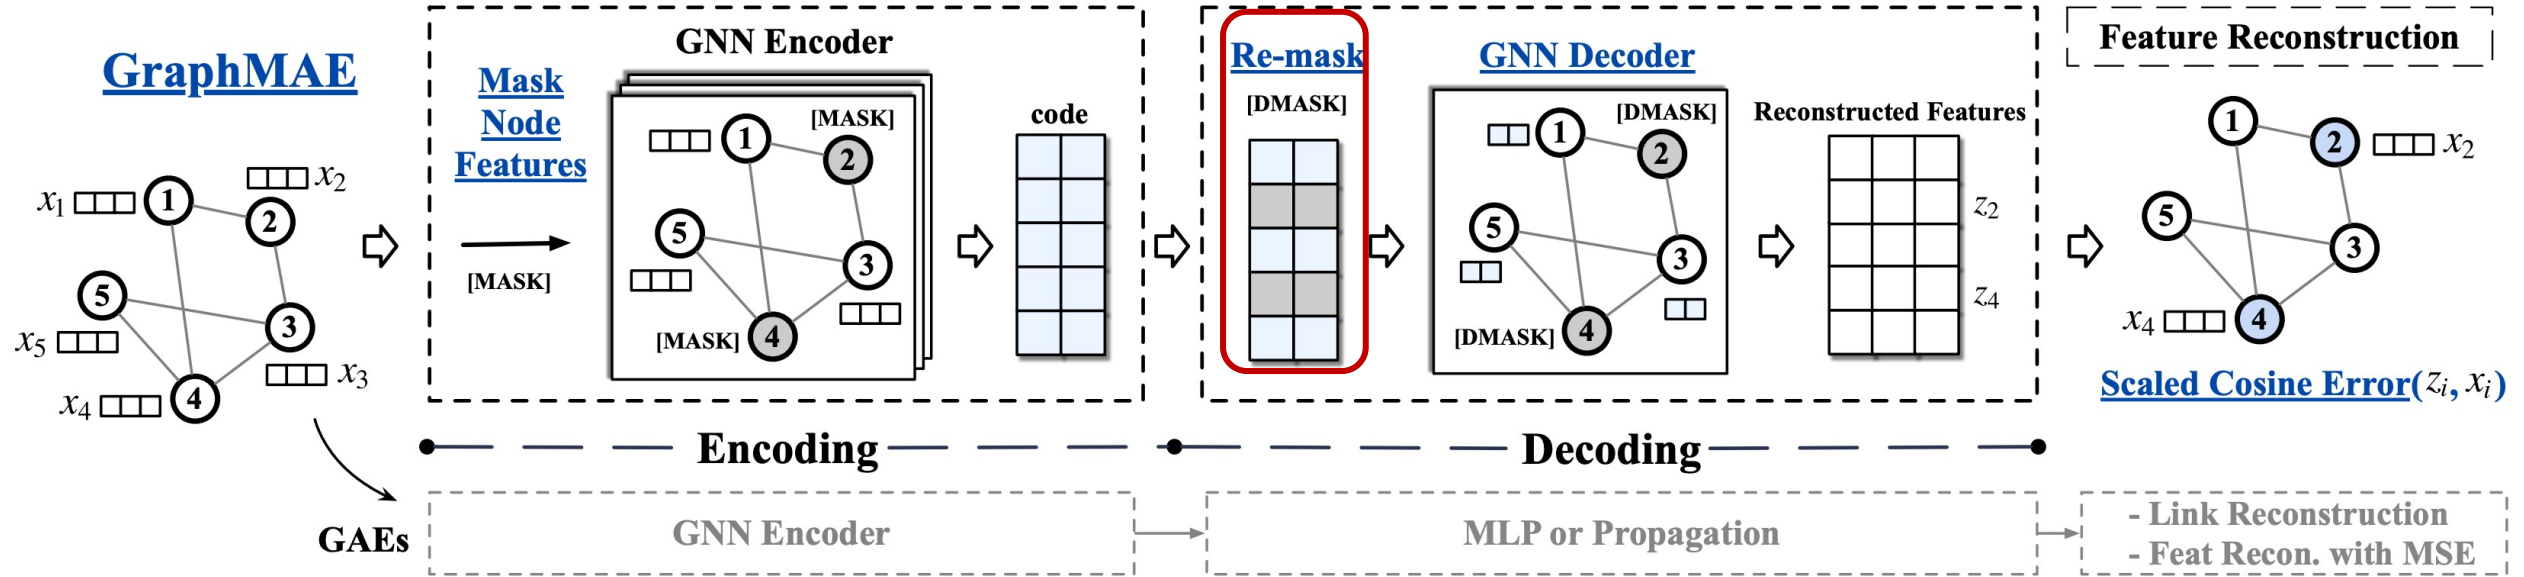 GraphMAE
x1
x2
x5
x3
x4
1
2
5
3
4
Mask
Node
Features
[MASK]
GNN Encoder
[MASK]
1
2
5
3
[MASK]
4
code
Re-mask
[DMASK]
GNN Decoder
[DMASK]
1
2
5
3
[DMASK]
4
Reconstructed Features
z2
z4
Feature Reconstruction
1
2
x2
5
3
x4
4
Scaled Cosine Error(zi, xi)
Encoding
Decoding
GAEs
GNN Encoder
MLP or Propagation
- Link Reconstruction
- Feat Recon. with MSE